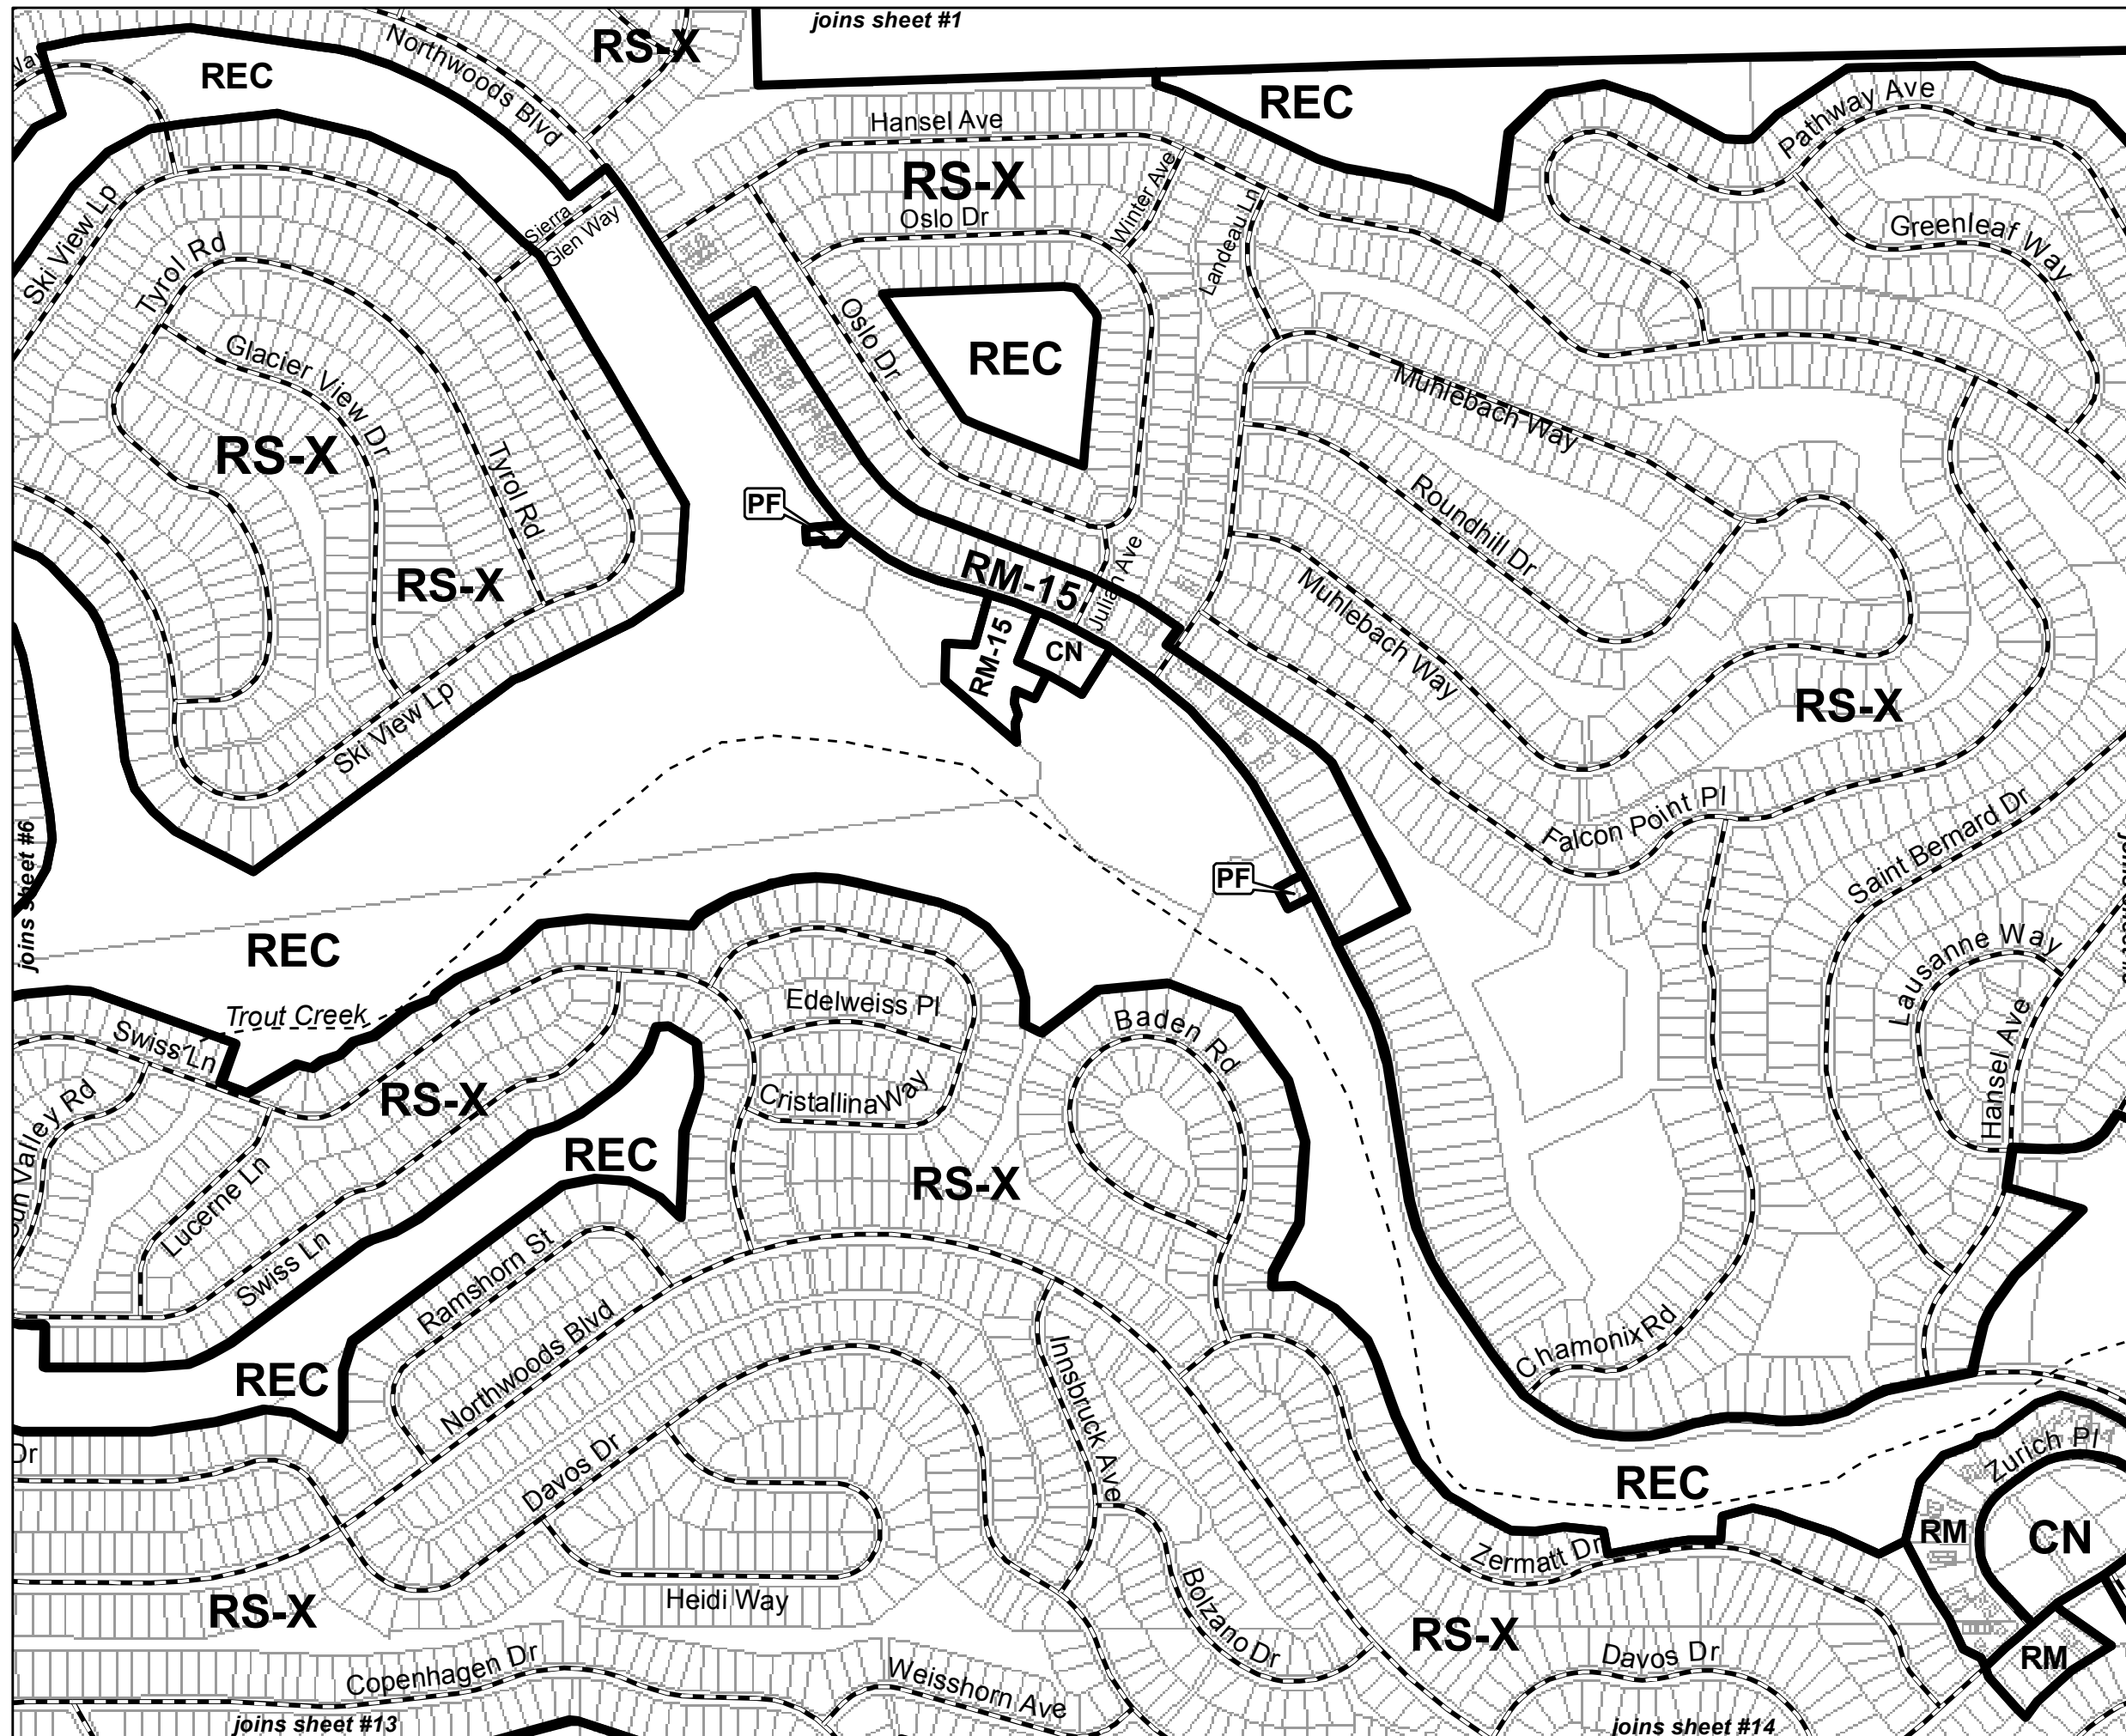 joins sheet #1
RS-X
Northwoods Blvd
REC
REC
Pathway Ave
Hansel Ave
RS-X
Oslo Dr
Winter Ave
Landeau Ln
Greenleaf Way
Sierra
Glen Way
Ski View Lp
Tyrol Rd
Glacier View Dr
Oslo Dr
REC
Muhlebach Way
RS-X
Tyrol Rd
Roundhill Dr
PF
RS-X
RM-15
Julian Ave
Muhlebach Way
RM-15
CN
RS-X
Ski View Lp
Falcon Point Pl
Saint Bernard Dr
joins sheet #6
PF
REC
Lausanne Way
Trout Creek
Edelweiss Pl
Baden Rd
Swiss Ln
Hansel Ave
RS-X
Cristallina Way
Valley Rd
REC
RS-X
Lucerne Ln
Swiss Ln
Ramshorn St
Northwoods Blvd
REC
Chamonix Rd
Innsbruck Ave
Dr
Davos Dr
REC
Zurich Pl
RM
CN
Zermatt Dr
Heidi Way
RS-X
Bolzano Dr
RS-X
Davos Dr
RM
Copenhagen Dr
Weisshorn Ave
joins sheet #13
joins sheet #14